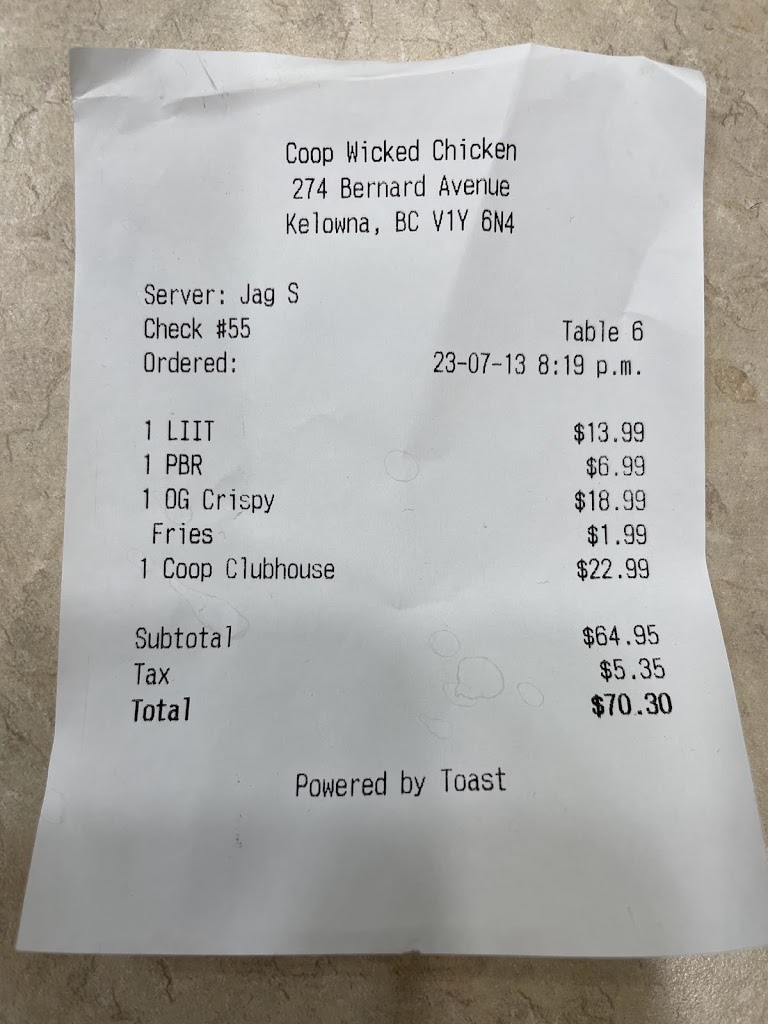 Coop Wicked Chicken
274 Bernard Avenue
Kelowna, BC V1Y 6N4
Server: Jag S
Check #55 Table 6
Ordered: 23-07-13 8:19 p.m.
1 LIIT $13.99
1 PBR $6.99
1 OG Crispy $18.99
Fries $1.99
1 Coop Clubhouse $22.99
Subtotal $64.95
Tax $5.35
Total $70.30
Powered by Toast